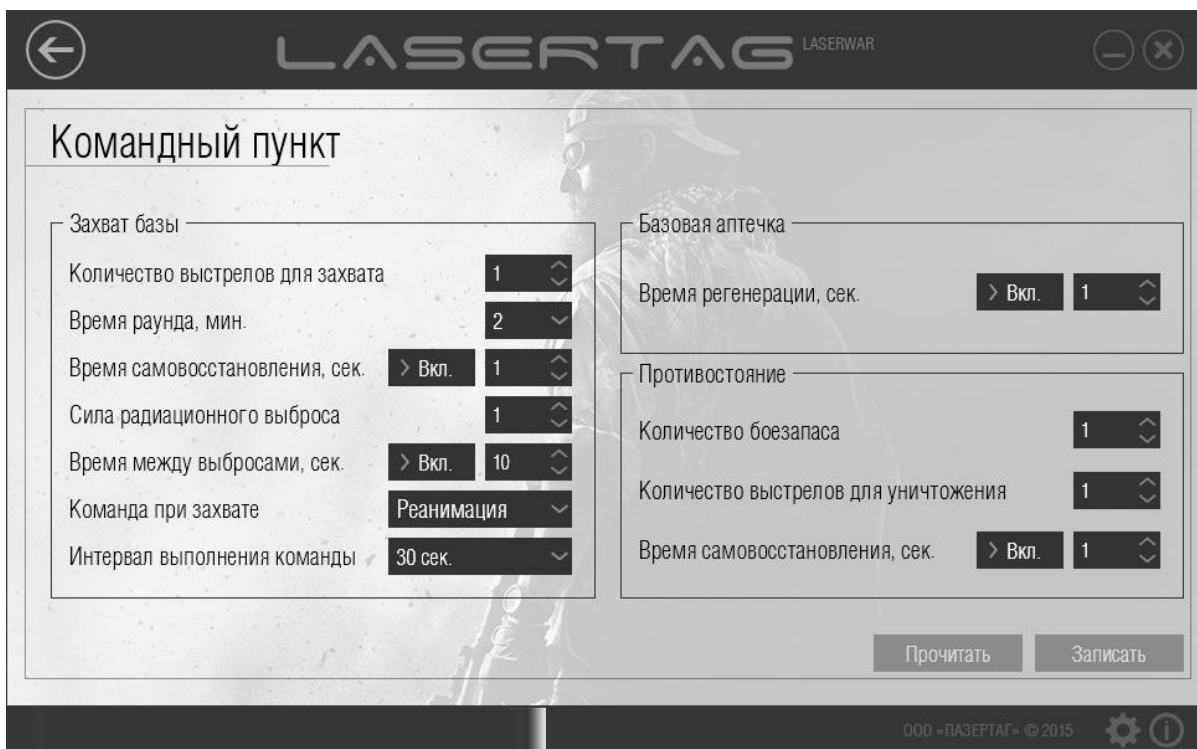 LASERTAG LASERWAR
Командный пункт
Захват базы
Количество выстрелов для захвата 1
Время раунда, мин. 2
Время самовосстановления, сек. > Вкл. 1
Сила радиационного выброса 1
Время между выбросами, сек. > Вкл. 10
Команда при захвате Реанимация
Интервал выполнения команды 30 сек.
Базовая аптечка
Время регенерации, сек. > Вкл. 1
Противостояние
Количество боезапаса 1
Количество выстрелов для уничтожения 1
Время самовосстановления, сек. > Вкл. 1
Прочитать Записать
ООО «ЛАЗЕРТАГ» © 2015